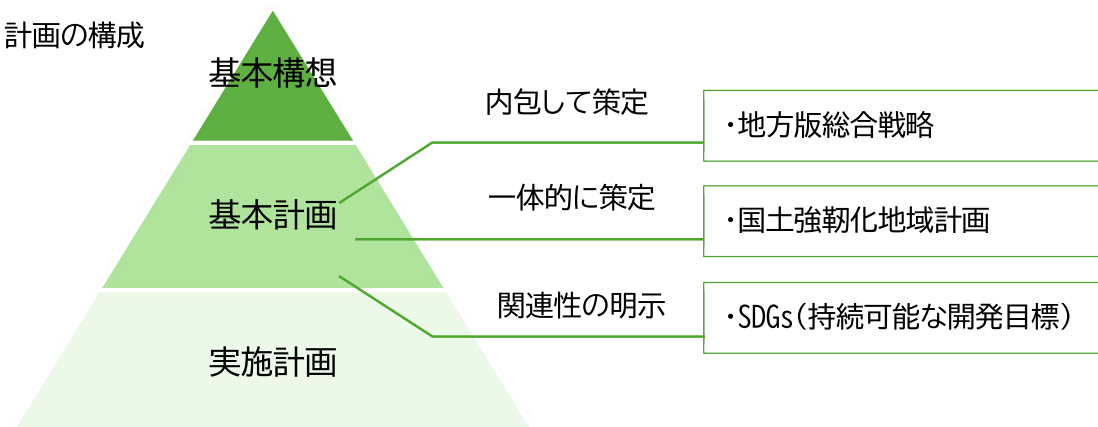 計画の構成
基本構想
内包して策定
・地方版総合戦略
一体的に策定
基本計画
・国土強靭化地域計画
関連性の明示
・SDGs(持続可能な開発目標)
実施計画